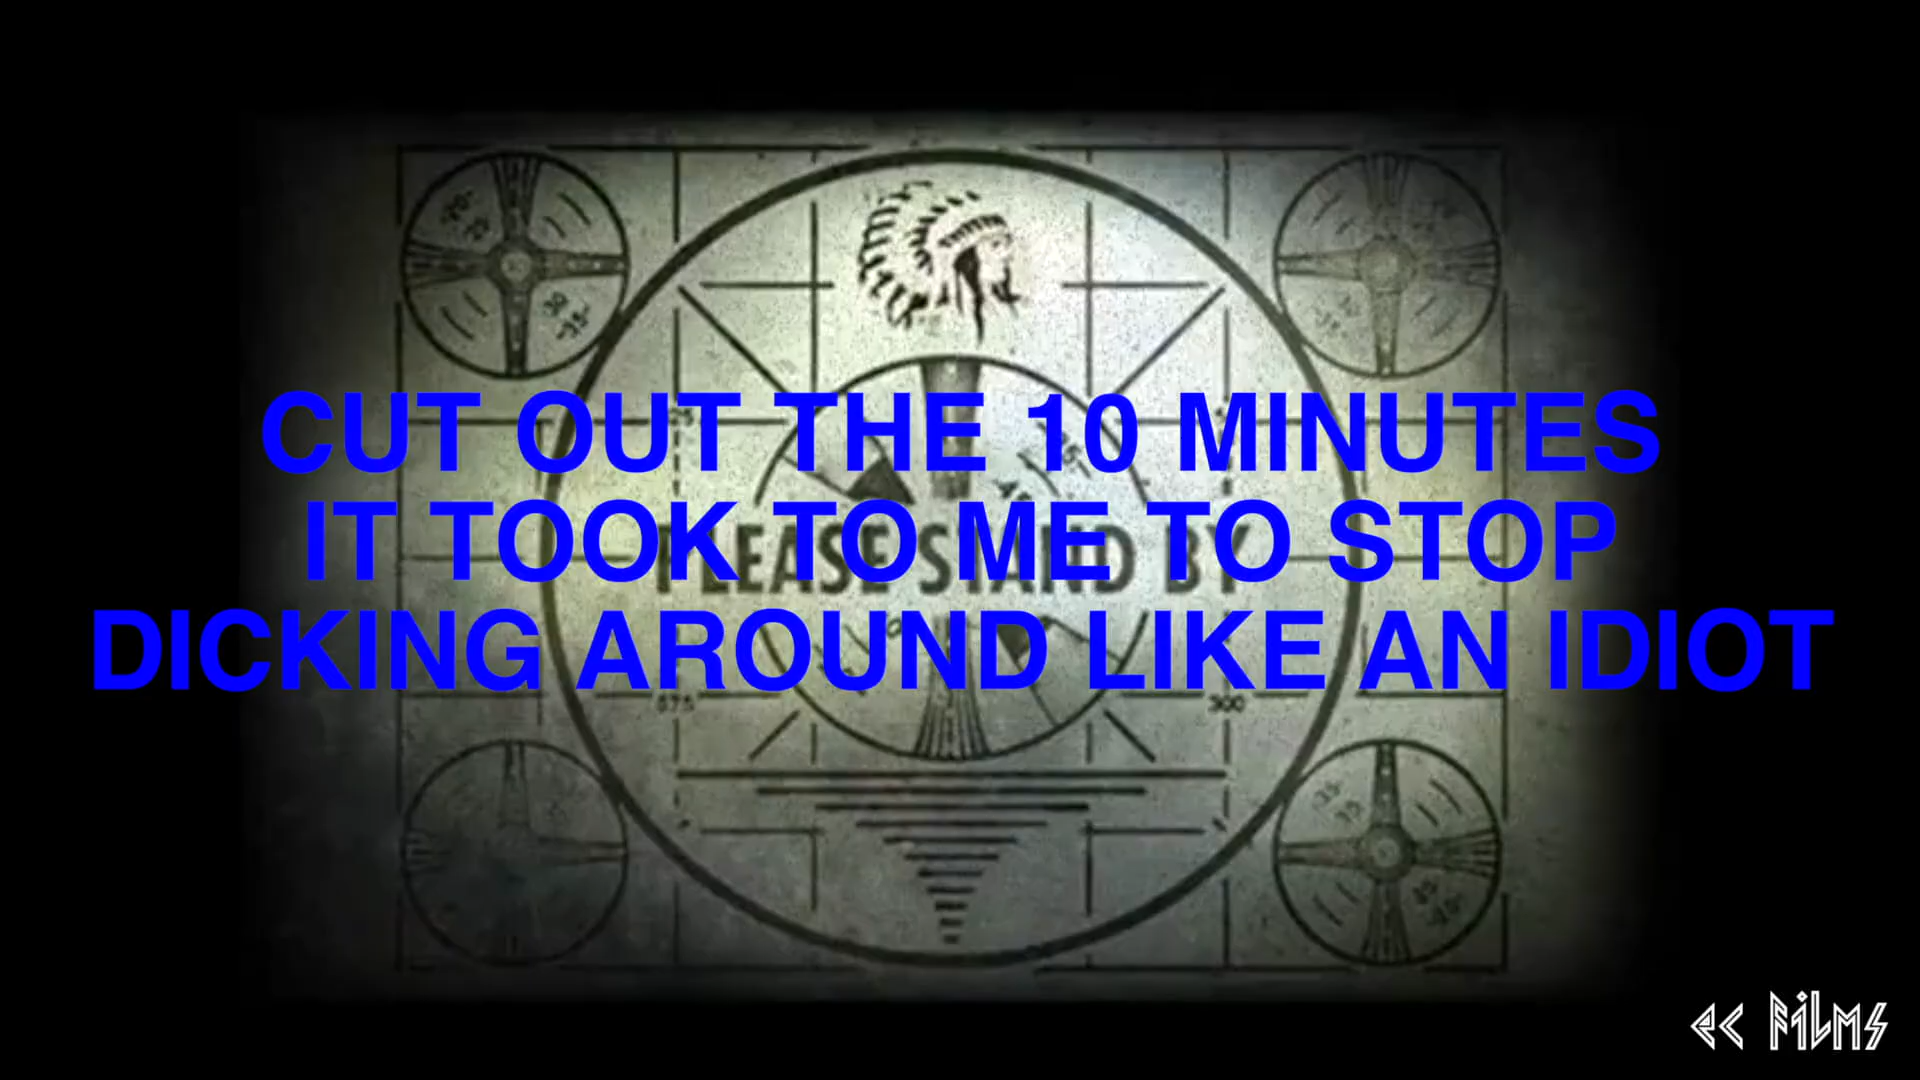 CUT OUT THE 10 MINUTES
IT TOOK TO ME TO STOP
PLEASE STAND BY
DICKING AROUND LIKE AN IDIOT
300
EC FILMS